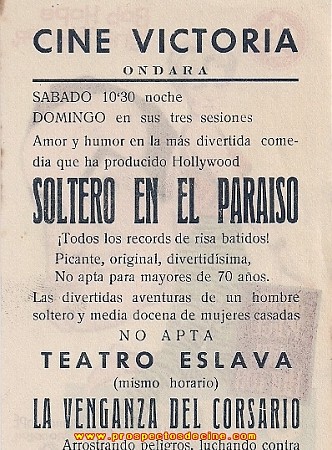 CINE VICTORIA
ONDARA
SABADO 10'30 noche
DOMINGO en sus tres sesiones
Amor y humor en la más divertida come-
dia que ha producido Hollywood
SOLTERO EN EL PARAISO
¡Todos los records de risa batidos!
Picante, original, divertidísima,
No apta para mayores de 70 años.
Las divertidas aventuras de un hombre
soltero y media docena de mujeres casadas
NO APTA
TEATRO ESLAVA
(mismo horario)
LA VENGANZA DEL CORSARIO
www.prospectosdecine.com
Arrostrando peligros, luchando contra